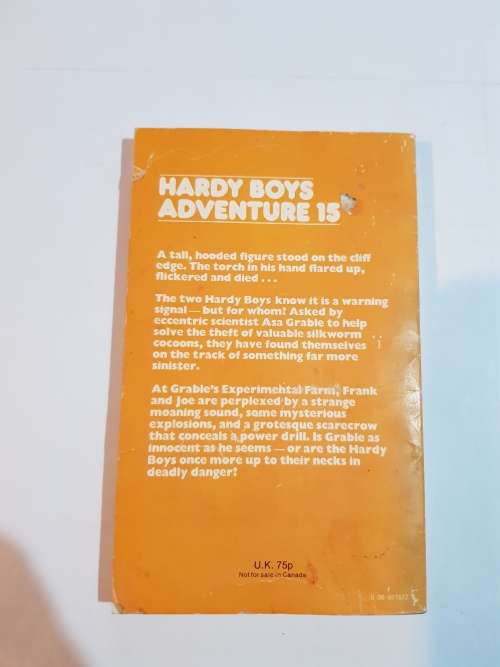 HARDY BOYS
ADVENTURE 15
A tall, hooded figure stood on the cliff
edge. The torch in his hand flared up,
flickered and died . . .
The two Hardy Boys know it is a warning
signal — but for whom? Asked by
eccentric scientist Asa Grable to help
solve the theft of valuable silkworm
cocoons, they have found themselves
on the track of something far more
sinister.
At Grable's Experimental Farm, Frank
and Joe are perplexed by a strange
moaning sound, some mysterious
explosions, and a grotesque scarecrow
that conceals a power drill. Is Grable as
innocent as he seems — or are the Hardy
Boys once more up to their necks in
deadly danger?
U.K. 75p
Not for sale in Canada